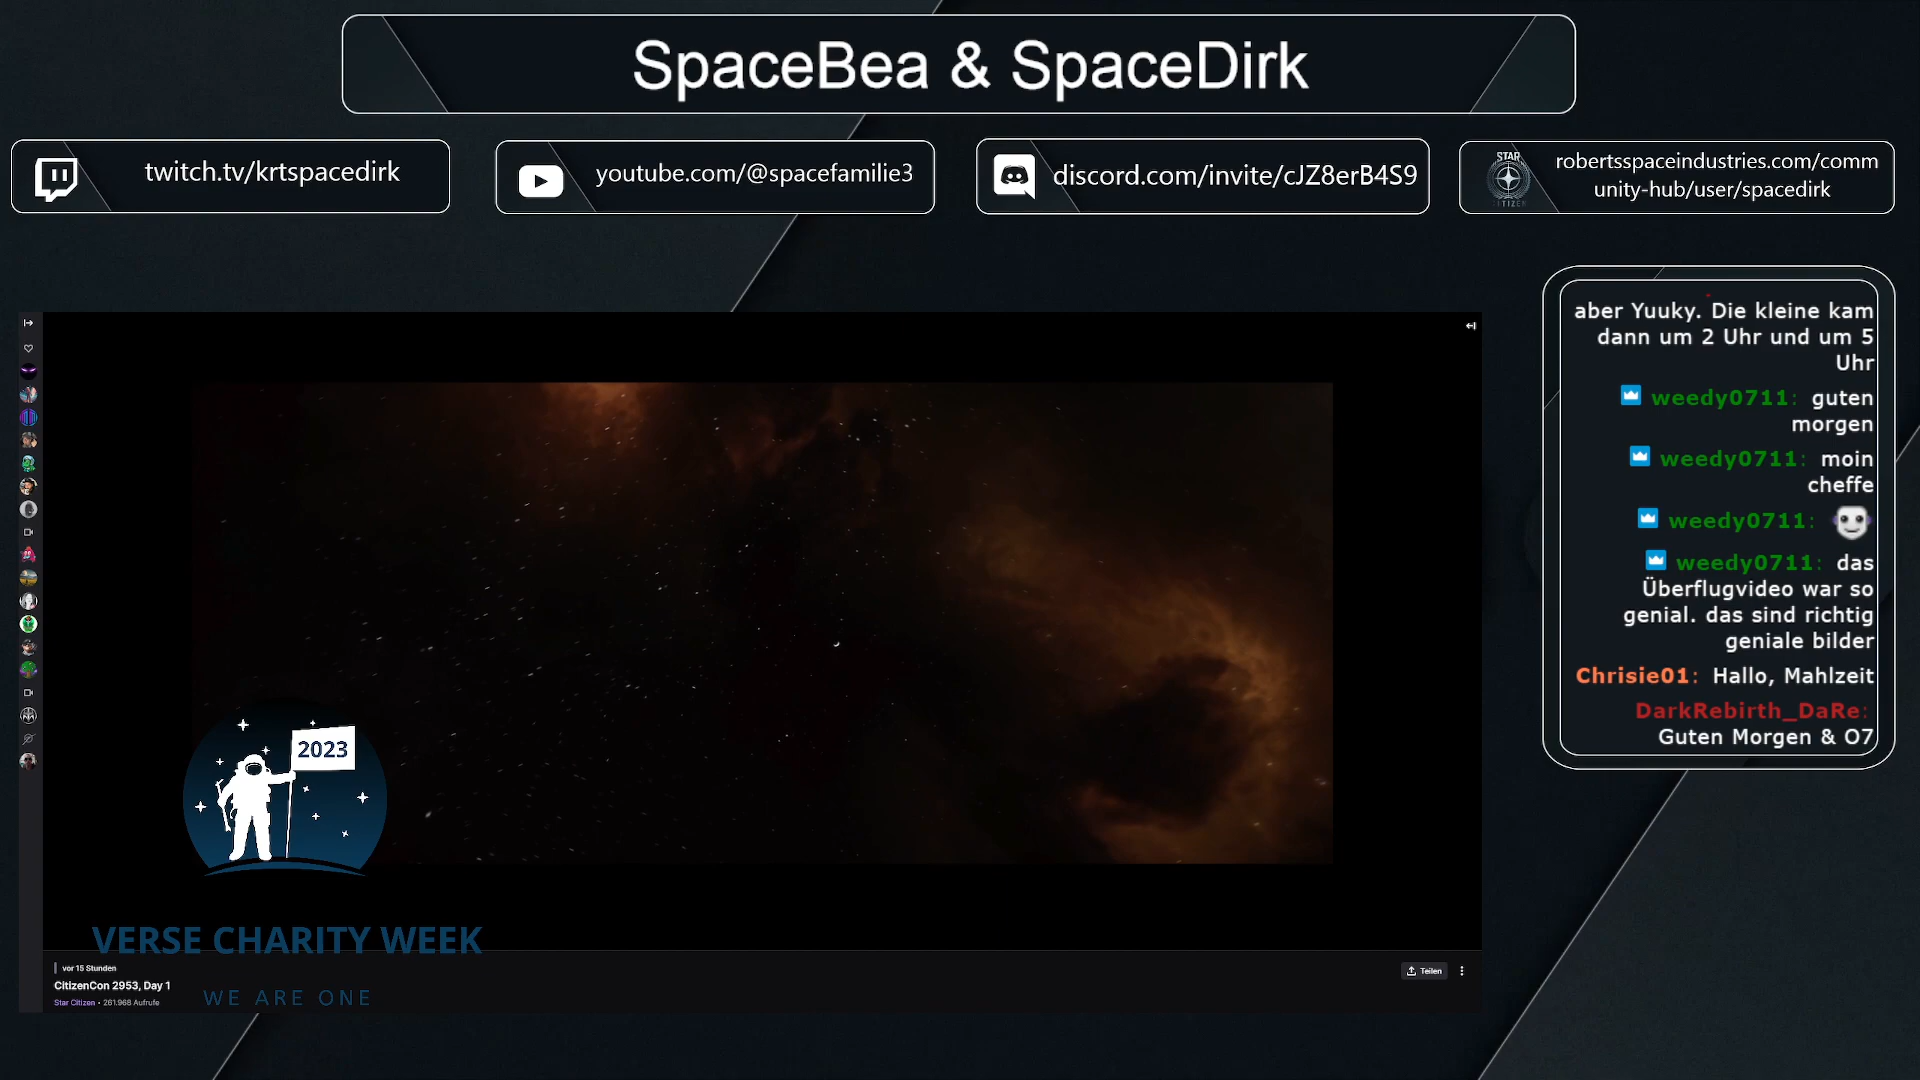 SpaceBea & SpaceDirk
twitch.tv/krtspacedirk
youtube.com/@spacefamilie3
discord.com/invite/cJZ8erB4S9
STAR
CITIZEN
robertsspaceindustries.com/comm
unity-hub/user/spacedirk
aber Yuuky. Die kleine kam
dann um 2 Uhr und um 5
Uhr
weedy0711: guten
morgen
weedy0711: moin
cheffe
weedy0711:
weedy0711: das
Überflugvideo war so
genial. das sind richtig
geniale bilder
Chrisie01: Hallo, Mahlzeit
DarkRebirth_DaRe:
Guten Morgen & O7
2023
VERSE CHARITY WEEK
WE ARE ONE
vor 15 Stunden
CitizenCon 2953, Day 1
Star Citizen • 261.968 Aufrufe
Teilen